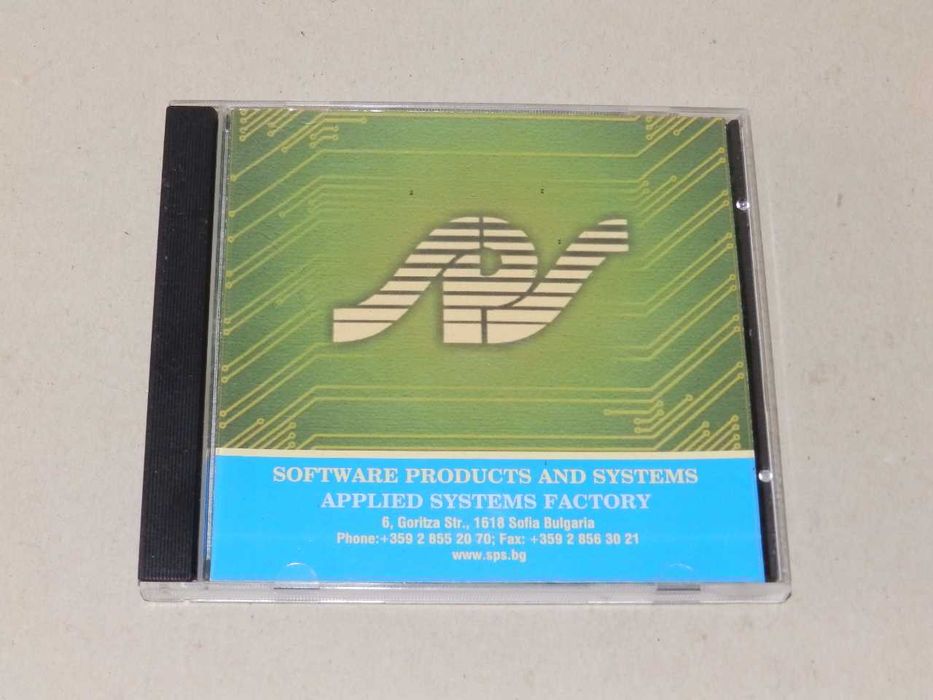 SPS
SOFTWARE PRODUCTS AND SYSTEMS
APPLIED SYSTEMS FACTORY
6, Goritza Str., 1618 Sofia Bulgaria
Phone:+359 2 855 20 70; Fax: +359 2 856 30 21
www.sps.bg